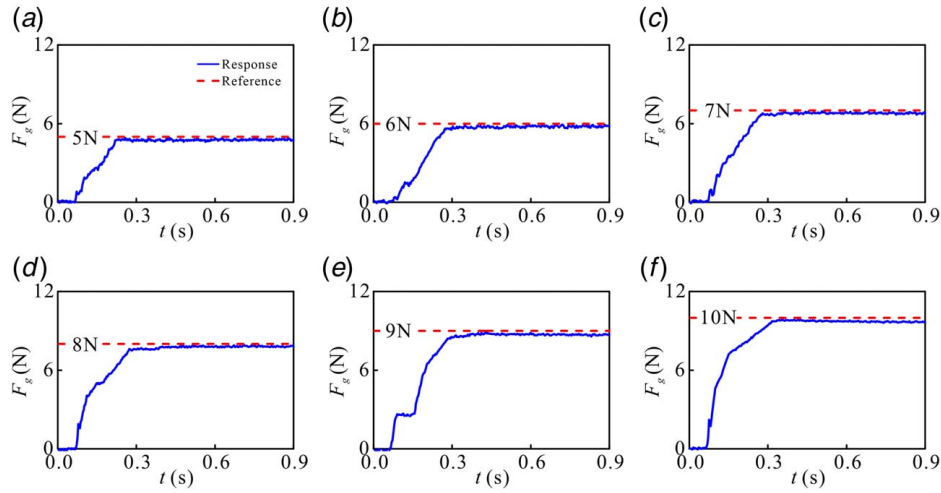 (a)
12
6
0
F_g (N)
5N
Response
Reference
0.0 0.3 0.6 0.9
t (s)
(b)
12
6
0
F_g (N)
6N
0.0 0.3 0.6 0.9
t (s)
(c)
12
6
0
F_g (N)
7N
0.0 0.3 0.6 0.9
t (s)
(d)
12
6
0
F_g (N)
8N
0.0 0.3 0.6 0.9
t (s)
(e)
12
6
0
F_g (N)
9N
0.0 0.3 0.6 0.9
t (s)
(f)
12
6
0
F_g (N)
10N
0.0 0.3 0.6 0.9
t (s)